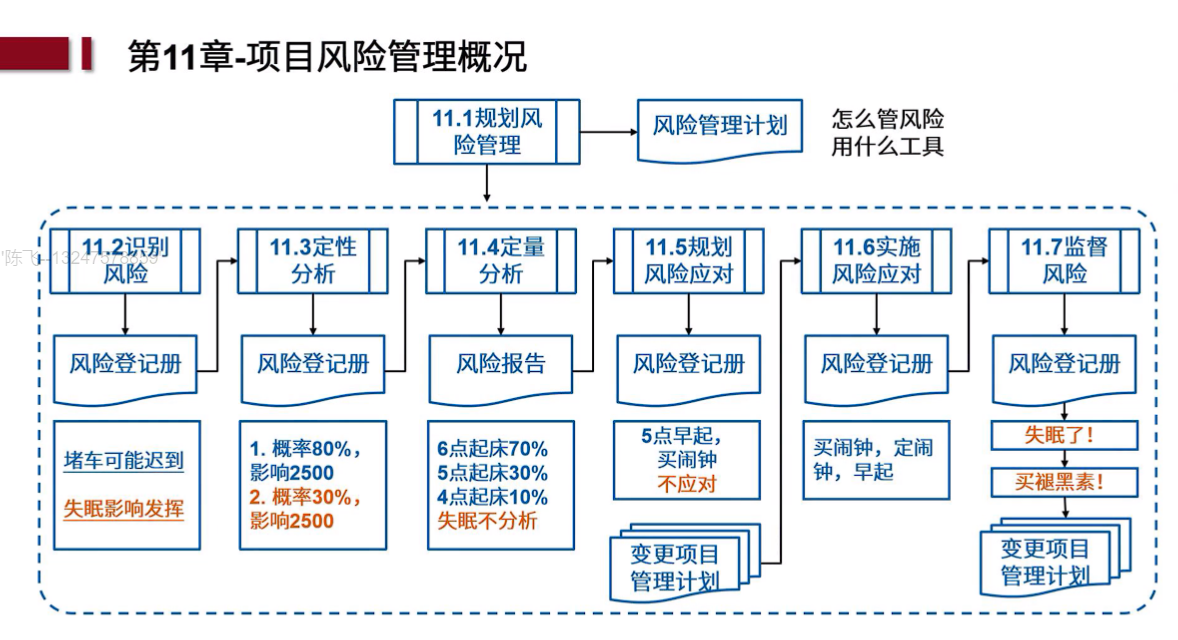 第11章-项目风险管理概况
11.1规划风
险管理
风险管理计划
怎么管风险
用什么工具
11.2识别
风险
11.3定性
分析
11.4定量
分析
11.5规划
风险应对
11.6实施
风险应对
11.7监督
风险
风险登记册
风险登记册
风险报告
风险登记册
风险登记册
风险登记册
堵车可能迟到
失眠影响发挥
1. 概率80%，
影响2500
2. 概率30%，
影响2500
6点起床70%
5点起床30%
4点起床10%
失眠不分析
5点早起，
买闹钟
不应对
变更项目
管理计划
买闹钟，定闹
钟，早起
失眠了！
买褪黑素！
变更项目
管理计划